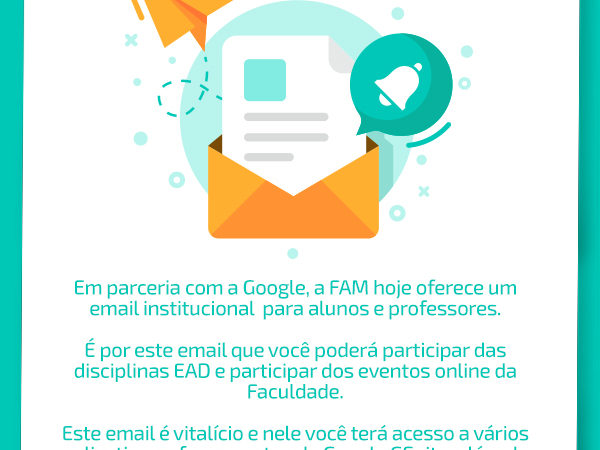 Em parceria com a Google, a FAM hoje oferece um
email institucional  para alunos e professores.
É por este email que você poderá participar das
disciplinas EAD e participar dos eventos online da
Faculdade.
Este email é vitalício e nele você terá acesso a vários